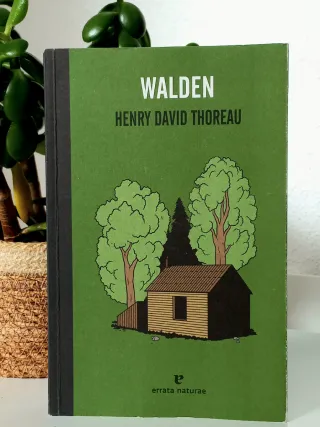 WALDEN
HENRY DAVID THOREAU
errata naturae